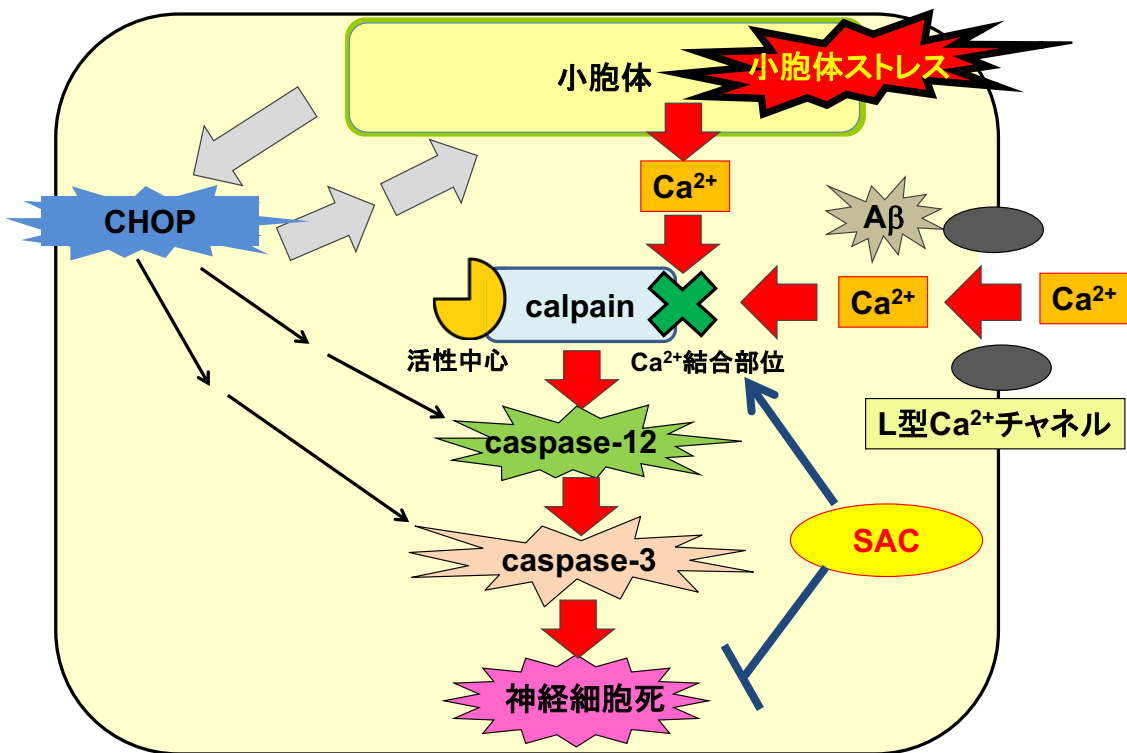 小胞体ストレス
小胞体
Ca²⁺
CHOP
Aβ
calpain
Ca²⁺
Ca²⁺
活性中心
Ca²⁺結合部位
L型Ca²⁺チャネル
caspase-12
SAC
caspase-3
神経細胞死